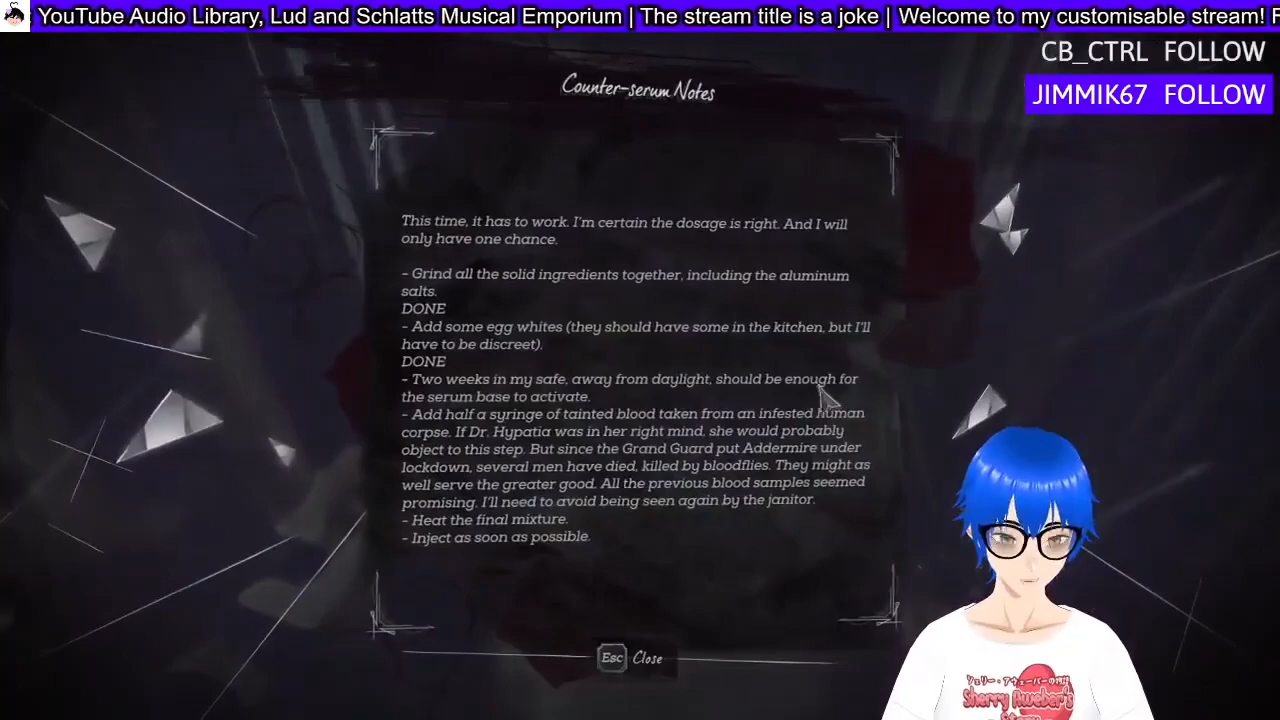 YouTube Audio Library, Lud and Schlatts Musical Emporium | The stream title is a joke | Welcome to my customisable stream! F
CB_CTRL FOLLOW
JIMMIK67 FOLLOW
Counter-serum Notes
This time, it has to work. I'm certain the dosage is right. And I will
only have one chance.
- Grind all the solid ingredients together, including the aluminum
salts.
DONE
- Add some egg whites (they should have some in the kitchen, but I'll
have to be discreet).
DONE
- Two weeks in my safe, away from daylight, should be enough for
the serum base to activate.
- Add half a syringe of tainted blood taken from an infested human
corpse. If Dr. Hypatia was in her right mind, she would probably
object to this step. But since the Grand Guard put Addermire under
lockdown, several men have died, killed by bloodflies. They might as
well serve the greater good. All the previous blood samples seemed
promising. I'll need to avoid being seen again by the janitor.
- Heat the final mixture.
- Inject as soon as possible.
Esc Close
Sherry Aweber's
Story